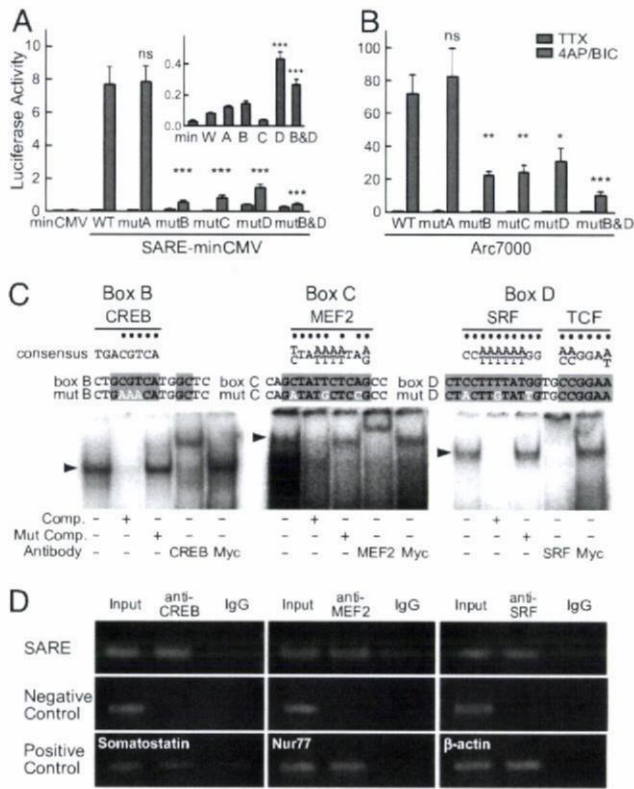 A
Luciferase Activity
10
8
6
4
2
0
ns
***
***
***
***
minCMV WT mutA mutB mutC mutD mutB&D
SARE-minCMV
0.4
0.2
0.0
***
***
min W A B C D B&D
B
TTX
4AP/BIC
100
80
60
40
20
0
ns
**
**
*
***
WT mutA mutB mutC mutD mutB&D
Arc7000
C
Box B
CREB
consensus TGACGTCA
box B CTGCGTCATGGCTC
mut B CTGAAACATGGCTC
Box C
MEF2
box C CAGCTATTCTCAGCC
mut C CAGATATGCTCCGCC
Box D
SRF TCF
box D CTCCTTTTATGGTGCCGGAA
mut D CTACTTGTATTGTGCCGGAA
Comp. - + - - - - + - - - - + - - -
Mut Comp. - - + - - - - + - - - - + - -
Antibody - - - CREB Myc - - - MEF2 Myc - - - SRF Myc
D
Input anti-CREB IgG Input anti-MEF2 IgG Input anti-SRF IgG
SARE
Negative Control
Positive Control
Somatostatin
Nur77
β-actin